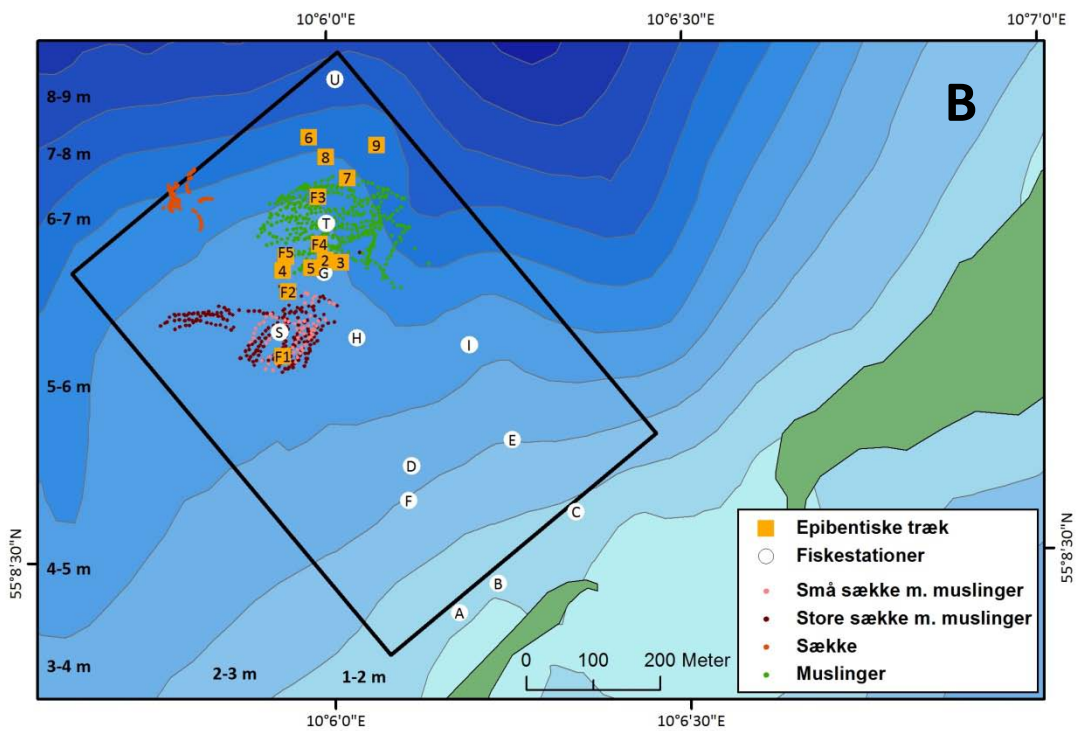 10°6'0"E
10°6'30"E
10°7'0"E
B
U
8-9 m
6
9
7-8 m
8
7
F3
6-7 m
T
F4
F5
2
3
5
4
G
F2
S
H
I
F1
5-6 m
E
D
F
C
55°8'30"N
55°8'30"N
4-5 m
B
A
3-4 m
2-3 m
1-2 m
0 100 200 Meter
Epibentiske træk
Fiskestationer
Små sække m. muslinger
Store sække m. muslinger
Sække
Muslinger
10°6'0"E
10°6'30"E